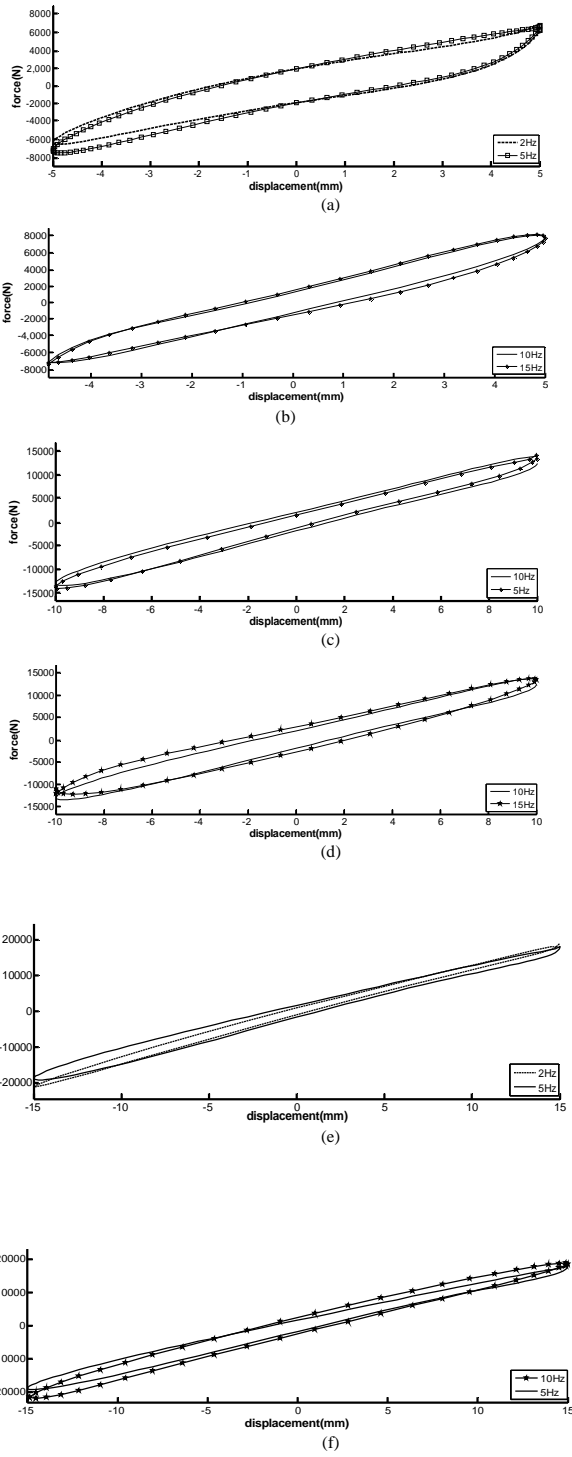 8000
6000
4000
2,000
0
-2000
-4000
-6000
-8000
force(N)
-5 -4 -3 -2 -1 0 1 2 3 4 5
displacement(mm)
2Hz
5Hz
(a)
8000
6000
4000
2000
0
-2000
-4,000
-6000
-8000
force(N)
-4 -3 -2 -1 0 1 2 3 4 5
displacement(mm)
10Hz
15Hz
(b)
15000
10000
5000
0
-5000
-10000
-15000
force(N)
-10 -8 -6 -4 -2 0 2 4 6 8 10
displacement(mm)
10Hz
5Hz
(c)
15000
10000
5000
0
-5000
-10000
-15000
force(N)
-10 -8 -6 -4 -2 0 2 4 6 8 10
displacement(mm)
10Hz
15Hz
(d)
20000
10000
0
-10000
-20000
-15 -10 -5 0 5 10 15
displacement(mm)
2Hz
5Hz
(e)
0
-15 -10 -5 0 5 10 15
displacement(mm)
10Hz
5Hz
(f)